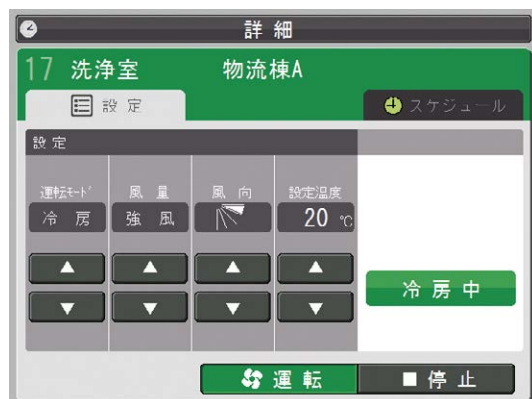 詳細
17 洗浄室 物流棟A
設定 スケジュール
設定
運転モード 風量 風向 設定温度
冷房 強風 20 ℃
▲ ▲ ▲ ▲
▼ ▼ ▼ ▼
冷房中
運転 ■停止